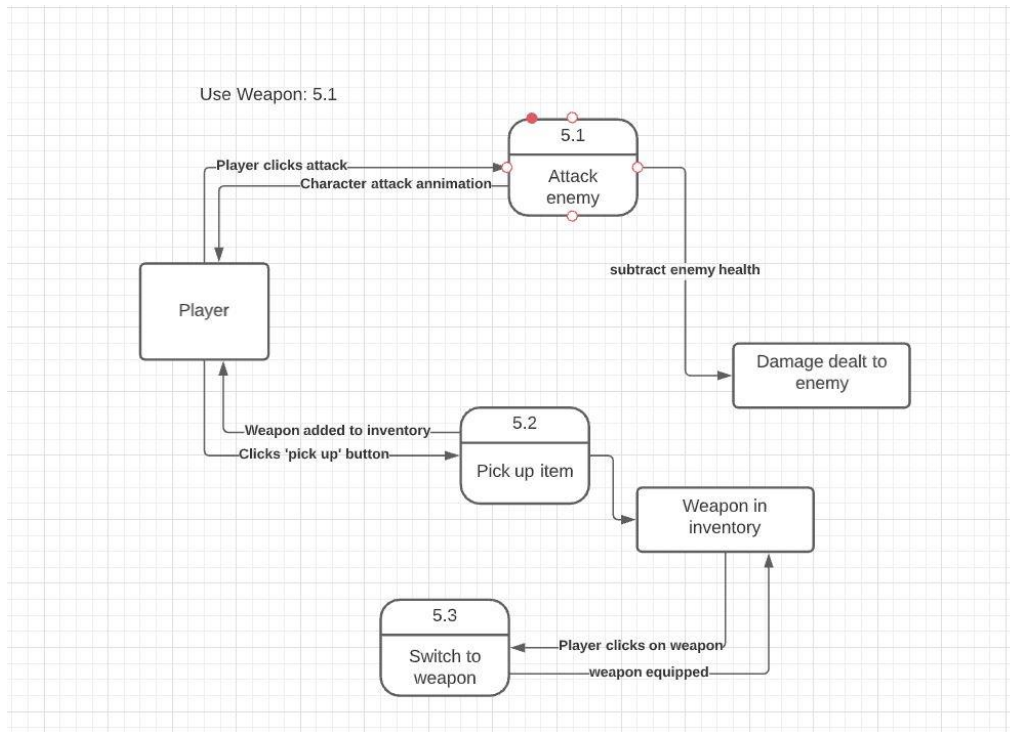 Use Weapon: 5.1
5.1
Player clicks attack
Character attack annimation
Attack
enemy
subtract enemy health
Player
Damage dealt to
enemy
5.2
Weapon added to inventory
Clicks 'pick up' button
Pick up item
Weapon in
inventory
5.3
Player clicks on weapon
Switch to
weapon
weapon equipped